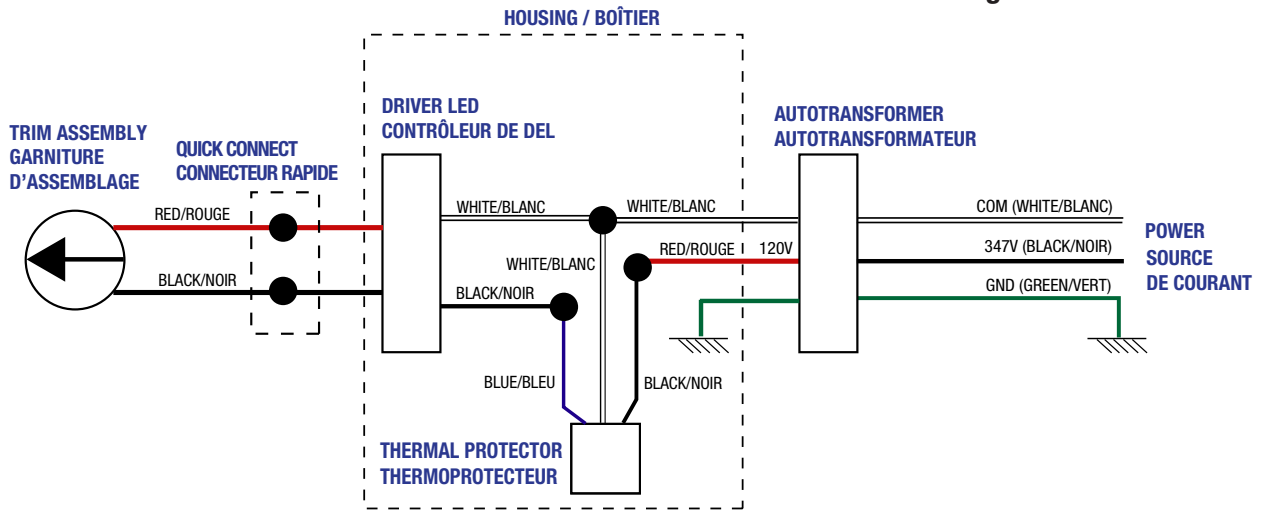 HOUSING / BOÎTIER
DRIVER LED
CONTRÔLEUR DE DEL
AUTOTRANSFORMER
AUTOTRANSFORMATEUR
TRIM ASSEMBLY
GARNITURE
D'ASSEMBLAGE
QUICK CONNECT
CONNECTEUR RAPIDE
RED/ROUGE
WHITE/BLANC
WHITE/BLANC
COM (WHITE/BLANC)
POWER
SOURCE
DE COURANT
RED/ROUGE
120V
347V (BLACK/NOIR)
WHITE/BLANC
BLACK/NOIR
BLACK/NOIR
GND (GREEN/VERT)
BLUE/BLEU
BLACK/NOIR
THERMAL PROTECTOR
THERMOPROTECTEUR